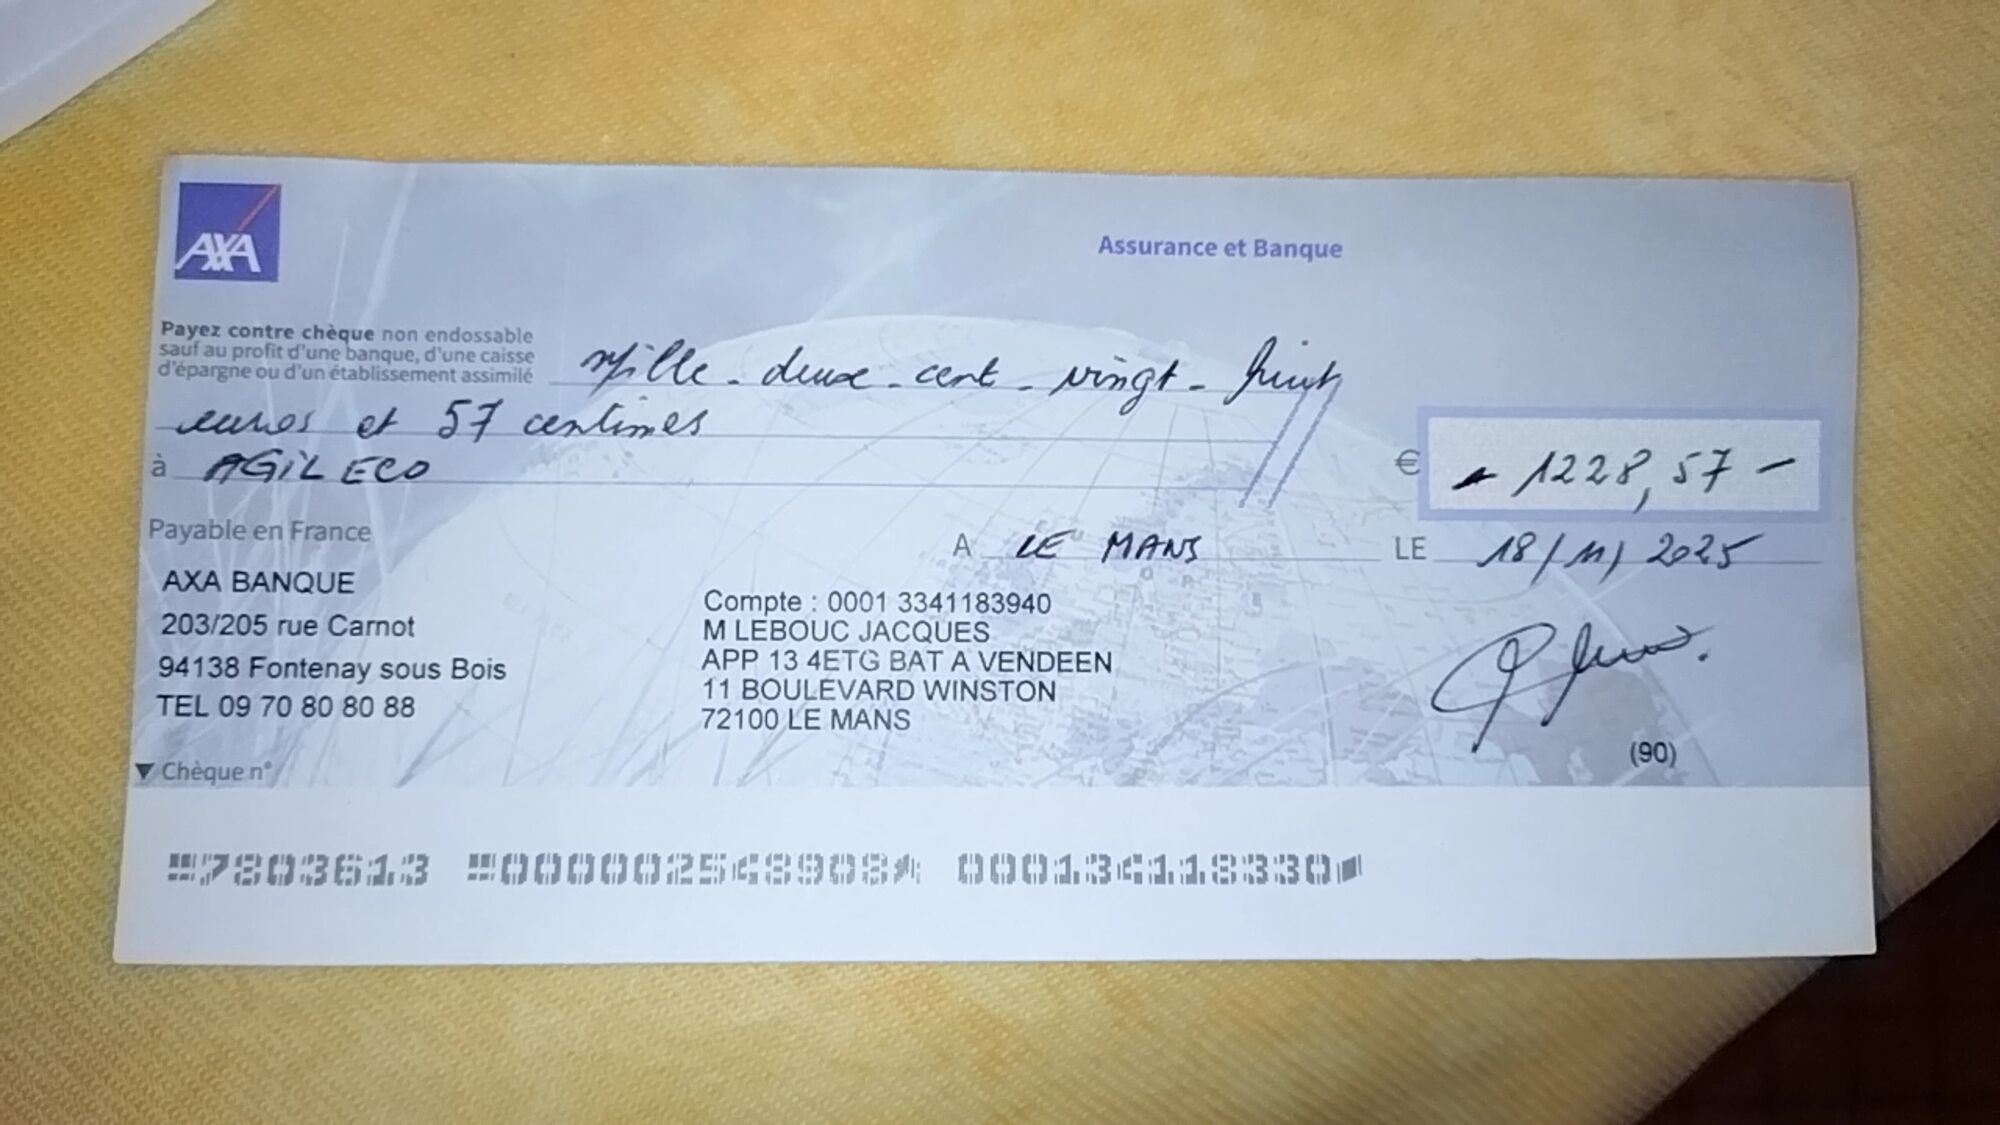 AXA
Assurance et Banque
Payez contre chèque non endossable
sauf au profit d'une banque, d'une caisse
d'épargne ou d'un établissement assimilé
Mille - deux - cent - vingt - huit
euros et 57 centimes
à AGIL ECO
€ - 1228,57 -
Payable en France
A LE MANS LE 18/11/2025
AXA BANQUE
203/205 rue Carnot
94138 Fontenay sous Bois
TEL 09 70 80 80 88
Compte : 0001 3341183940
M LEBOUC JACQUES
APP 13 4ETG BAT A VENDEEN
11 BOULEVARD WINSTON
72100 LE MANS
(90)
Chèque n°
7803613 000002548908 000134118330